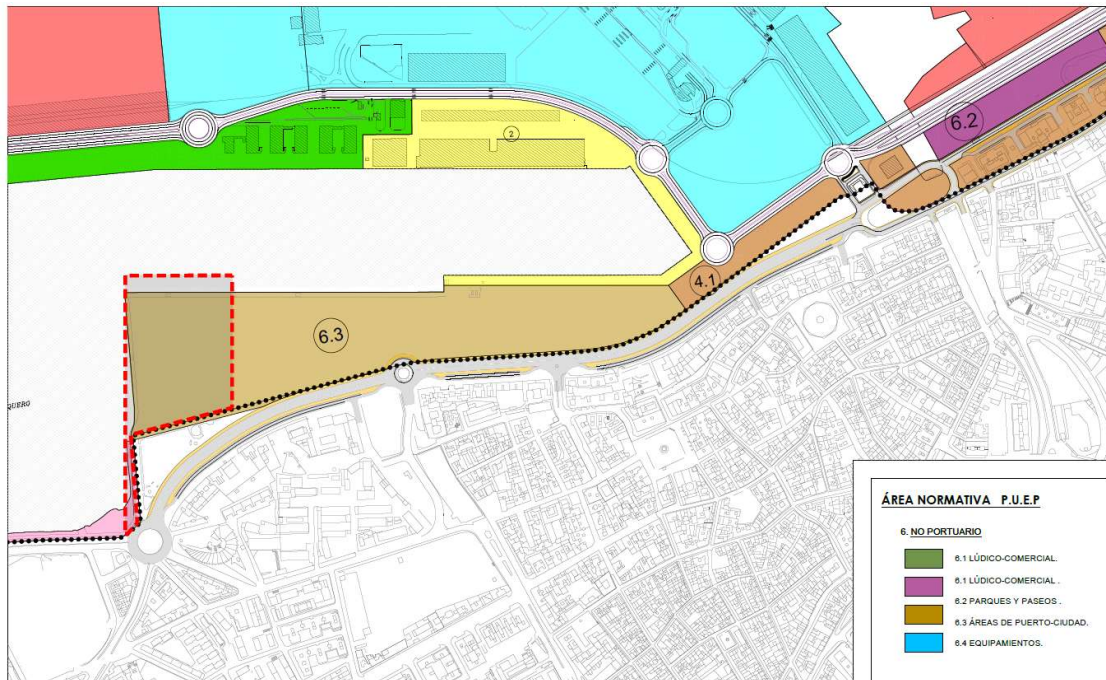 6.2
2
4.1
6.3
QUERO
ÁREA NORMATIVA P.U.E.P
6. NO PORTUARIO
6.1 LÚDICO-COMERCIAL.
6.1 LÚDICO-COMERCIAL .
6.2 PARQUES Y PASEOS .
6.3 ÁREAS DE PUERTO-CIUDAD.
6.4 EQUIPAMIENTOS.